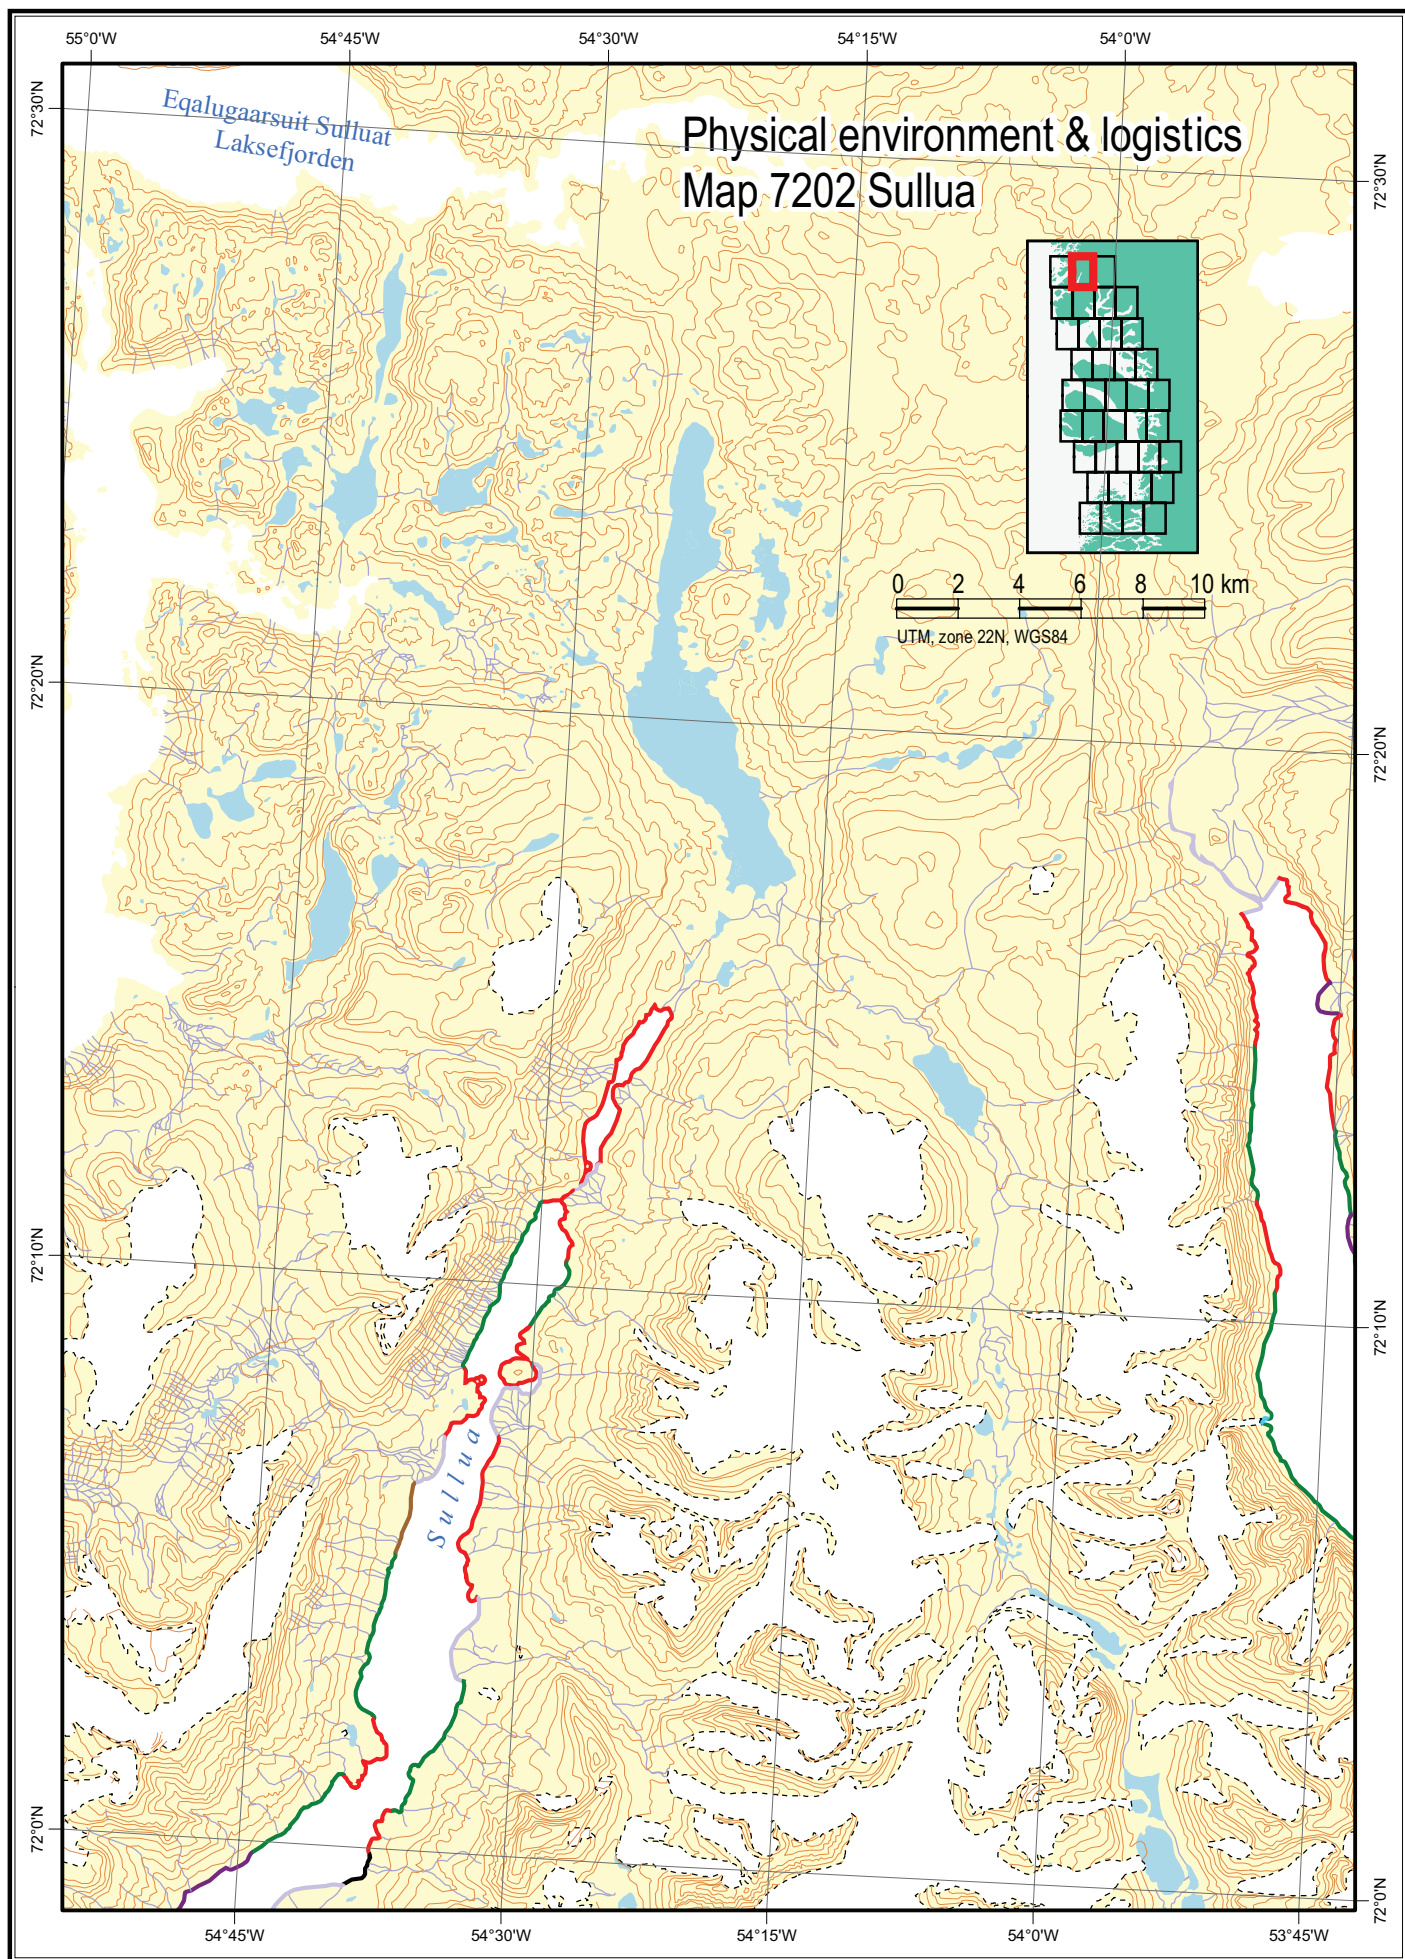 55°0'W 54°45'W 54°30'W 54°15'W 54°0'W
72°30'N
72°30'N
Eqalugaarsuit Sulluat
Laksefjorden
Physical environment & logistics
Map 7202 Sullua
0 2 4 6 8 10 km
UTM, zone 22N, WGS84
72°20'N
72°20'N
72°10'N
72°10'N
Sullua
72°0'N
72°0'N
54°45'W 54°30'W 54°15'W 54°0'W 53°45'W